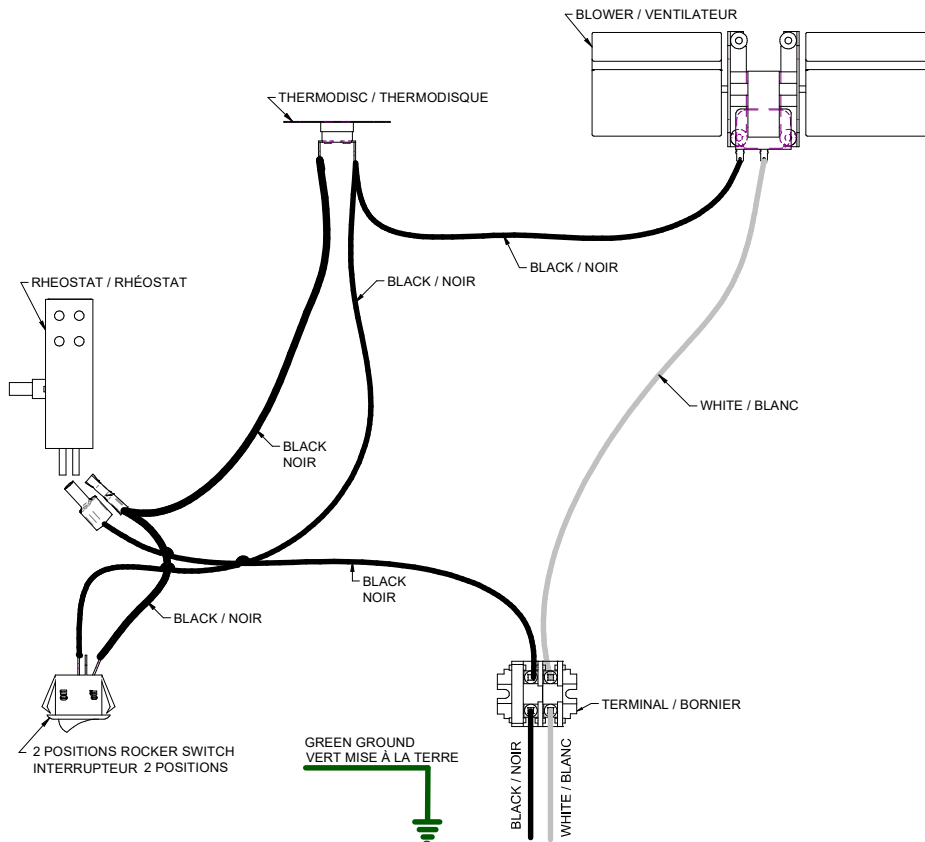 BLOWER / VENTILATEUR
THERMODISC / THERMODISQUE
BLACK / NOIR
BLACK / NOIR
RHEOSTAT / RHÉOSTAT
WHITE / BLANC
BLACK
NOIR
BLACK
NOIR
BLACK / NOIR
TERMINAL / BORNIER
2 POSITIONS ROCKER SWITCH
INTERRUPTEUR 2 POSITIONS
GREEN GROUND
VERT MISE À LA TERRE
BLACK / NOIR
WHITE / BLANC